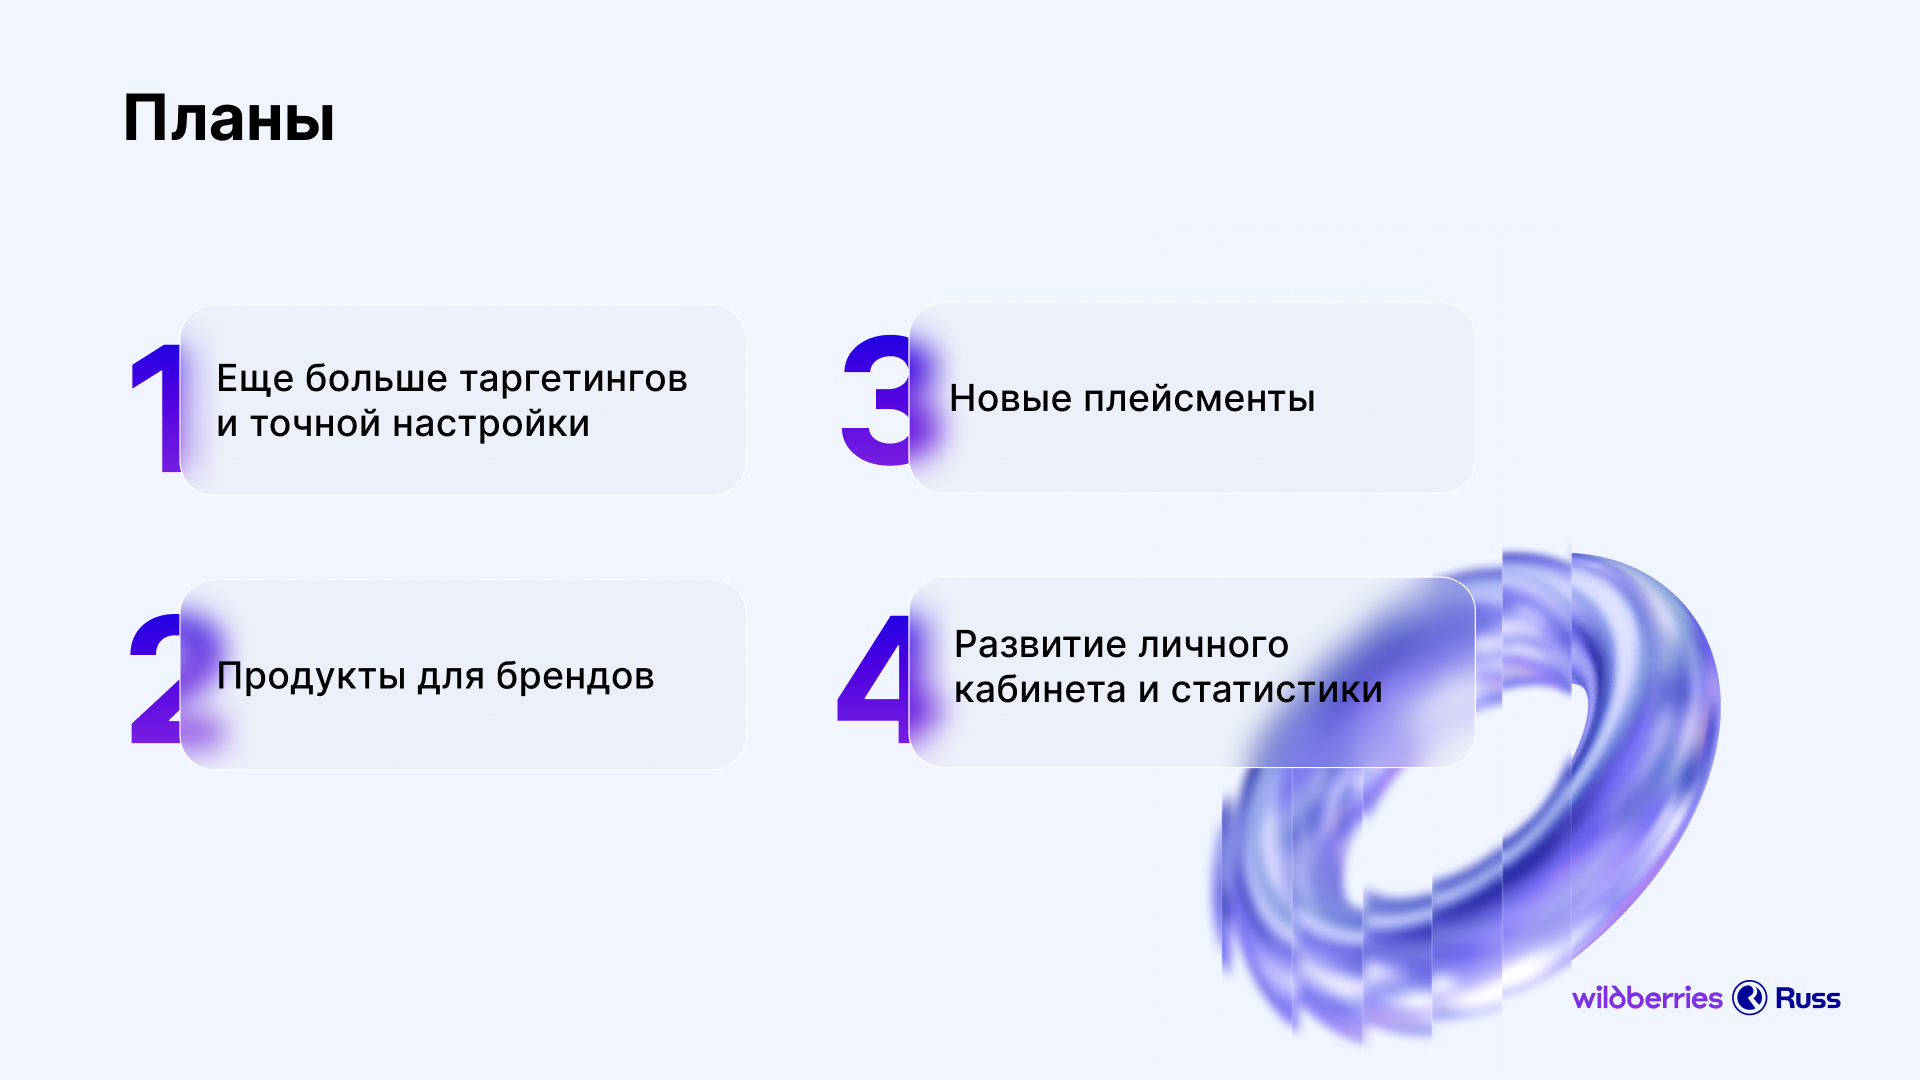 Планы
1
Еще больше таргетингов
и точной настройки
2
Продукты для брендов
3
Новые плейсменты
4
Развитие личного
кабинета и статистики
wildberries Russ